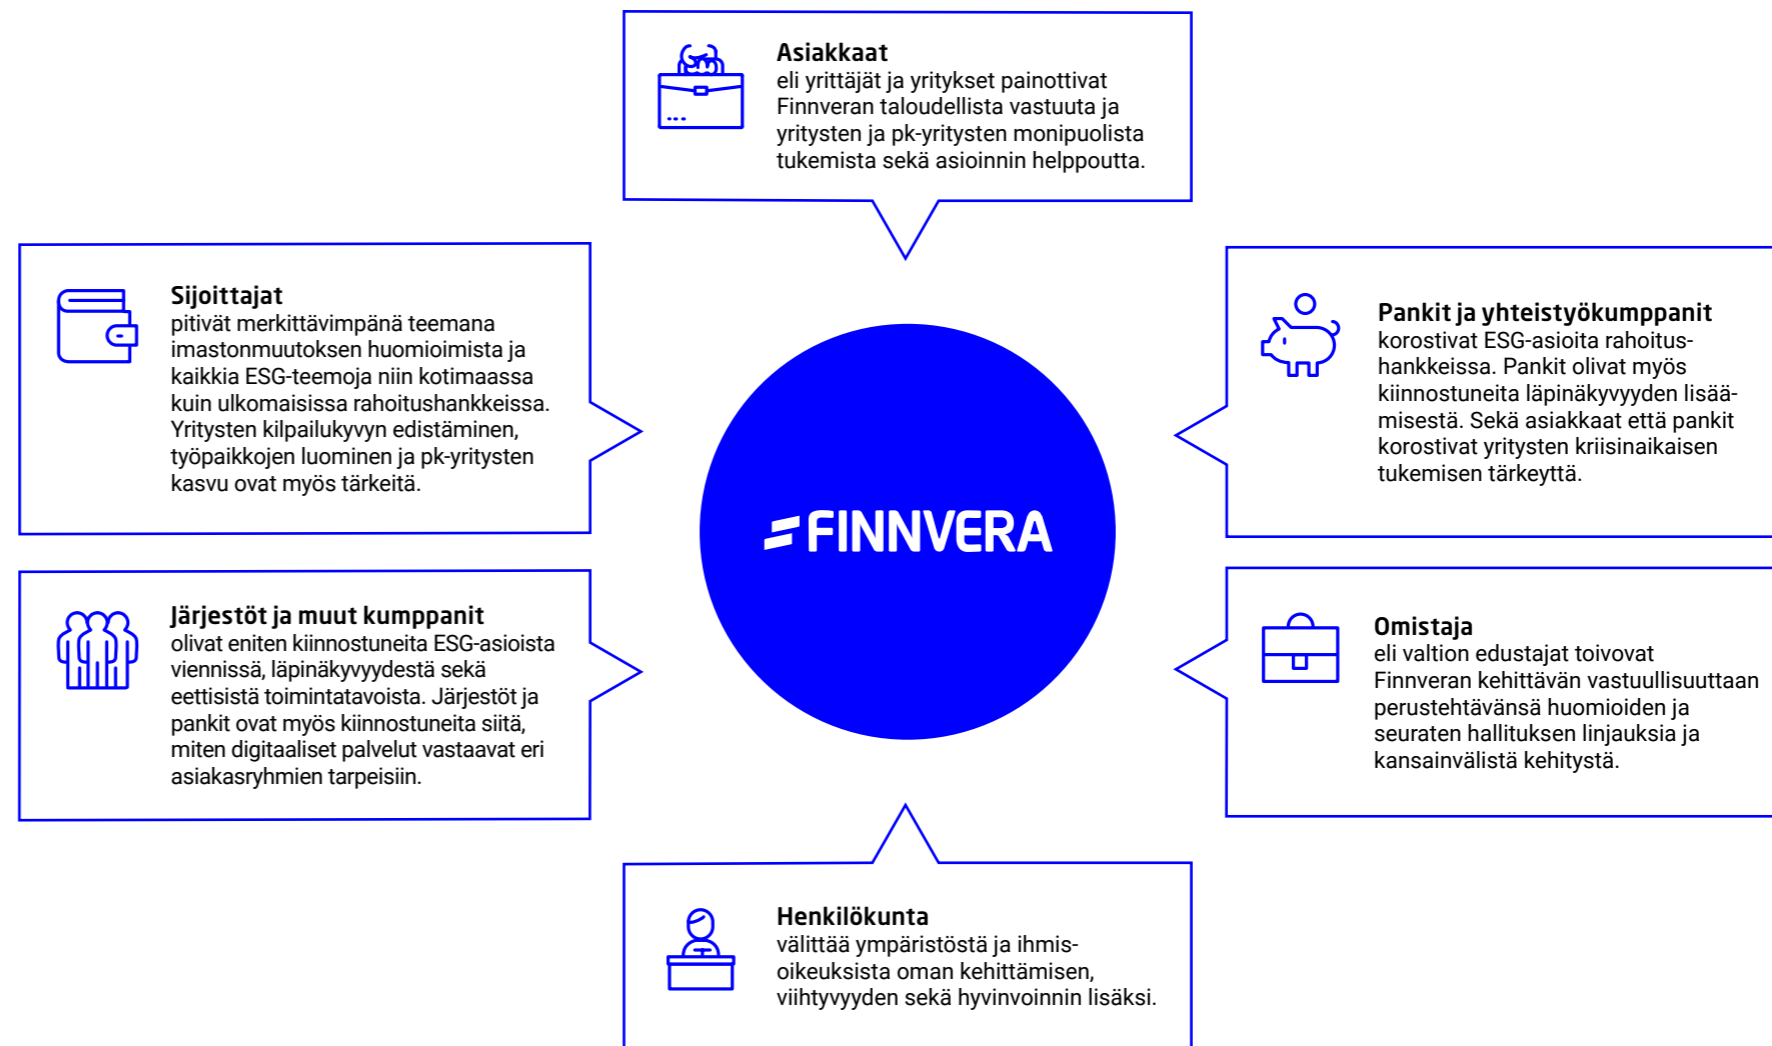 Asiakkaat
eli yrittäjät ja yritykset painottivat
Finnveran taloudellista vastuuta ja
yritysten ja pk-yritysten monipuolista
tukemista sekä asioinnin helppoutta.
Sijoittajat
pitivät merkittävimpänä teemana
imastonmuutoksen huomioimista ja
kaikkia ESG-teemoja niin kotimaassa
kuin ulkomaisissa rahoitushankkeissa.
Yritysten kilpailukyvyn edistäminen,
työpaikkojen luominen ja pk-yritysten
kasvu ovat myös tärkeitä.
Pankit ja yhteistyökumppanit
korostivat ESG-asioita rahoitus-
hankkeissa. Pankit olivat myös
kiinnostuneita läpinäkyvyyden lisää-
misestä. Sekä asiakkaat että pankit
korostivat yritysten kriisinaikaisen
tukemisen tärkeyttä.
FINNVERA
Järjestöt ja muut kumppanit
olivat eniten kiinnostuneita ESG-asioista
viennissä, läpinäkyvyydestä sekä
eettisistä toimintatavoista. Järjestöt ja
pankit ovat myös kiinnostuneita siitä,
miten digitaaliset palvelut vastaavat eri
asiakasryhmien tarpeisiin.
Omistaja
eli valtion edustajat toivovat
Finnveran kehittävän vastuullisuuttaan
perustehtävänsä huomioiden ja
seuraten hallituksen linjauksia ja
kansainvälistä kehitystä.
Henkilökunta
välittää ympäristöstä ja ihmis-
oikeuksista oman kehittämisen,
viihtyvyyden sekä hyvinvoinnin lisäksi.